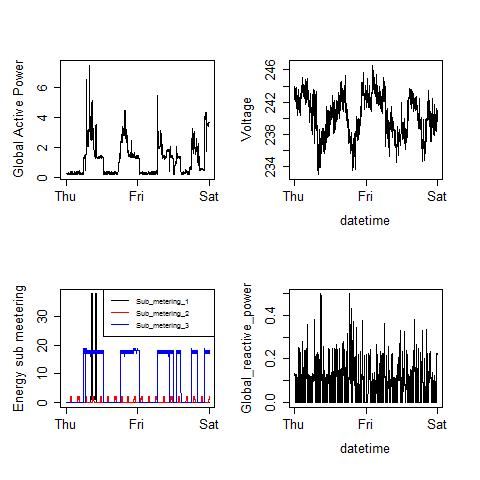 Global Active Power
0 2 4 6
Thu Fri Sat
Voltage
234 238 242 246
Thu Fri Sat
datetime
Energy sub meetering
0 10 20 30
Sub_metering_1
Sub_metering_2
Sub_metering_3
Thu Fri Sat
Global_reactive_power
0.0 0.2 0.4
Thu Fri Sat
datetime